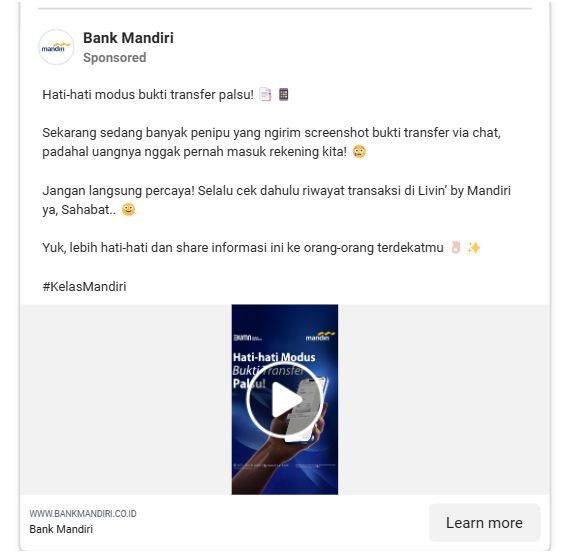 Bank Mandiri
Sponsored
Hati-hati modus bukti transfer palsu! 📑 📱
Sekarang sedang banyak penipu yang ngirim screenshot bukti transfer via chat,
padahal uangnya nggak pernah masuk rekening kita! 😨
Jangan langsung percaya! Selalu cek dahulu riwayat transaksi di Livin’ by Mandiri
ya, Sahabat.. 😊
Yuk, lebih hati-hati dan share informasi ini ke orang-orang terdekatmu 👌🏻 ✨
#KelasMandiri
mandiri
BUMN
mandiri
Hati-hati Modus
Bukti Transfer
Palsu!
WWW.BANKMANDIRI.CO.ID
Bank Mandiri
Learn more